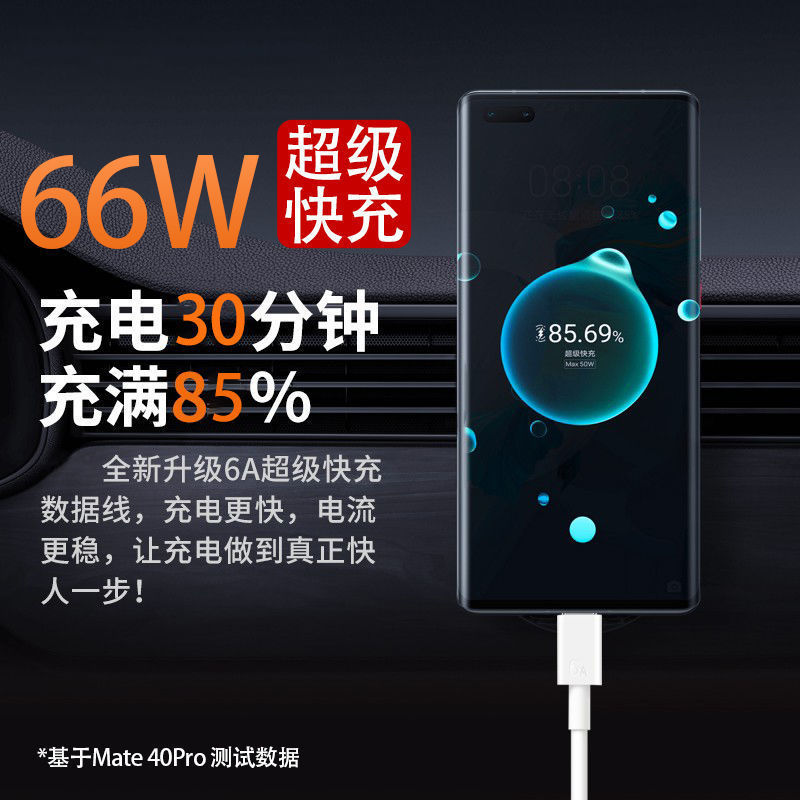 66W
超级
快充
充电30分钟
充满85%
全新升级6A超级快充
数据线，充电更快，电流
更稳，让充电做到真正快
人一步！
08:08
85.69%
超级快充
Max 50W
6A
*基于Mate 40Pro 测试数据